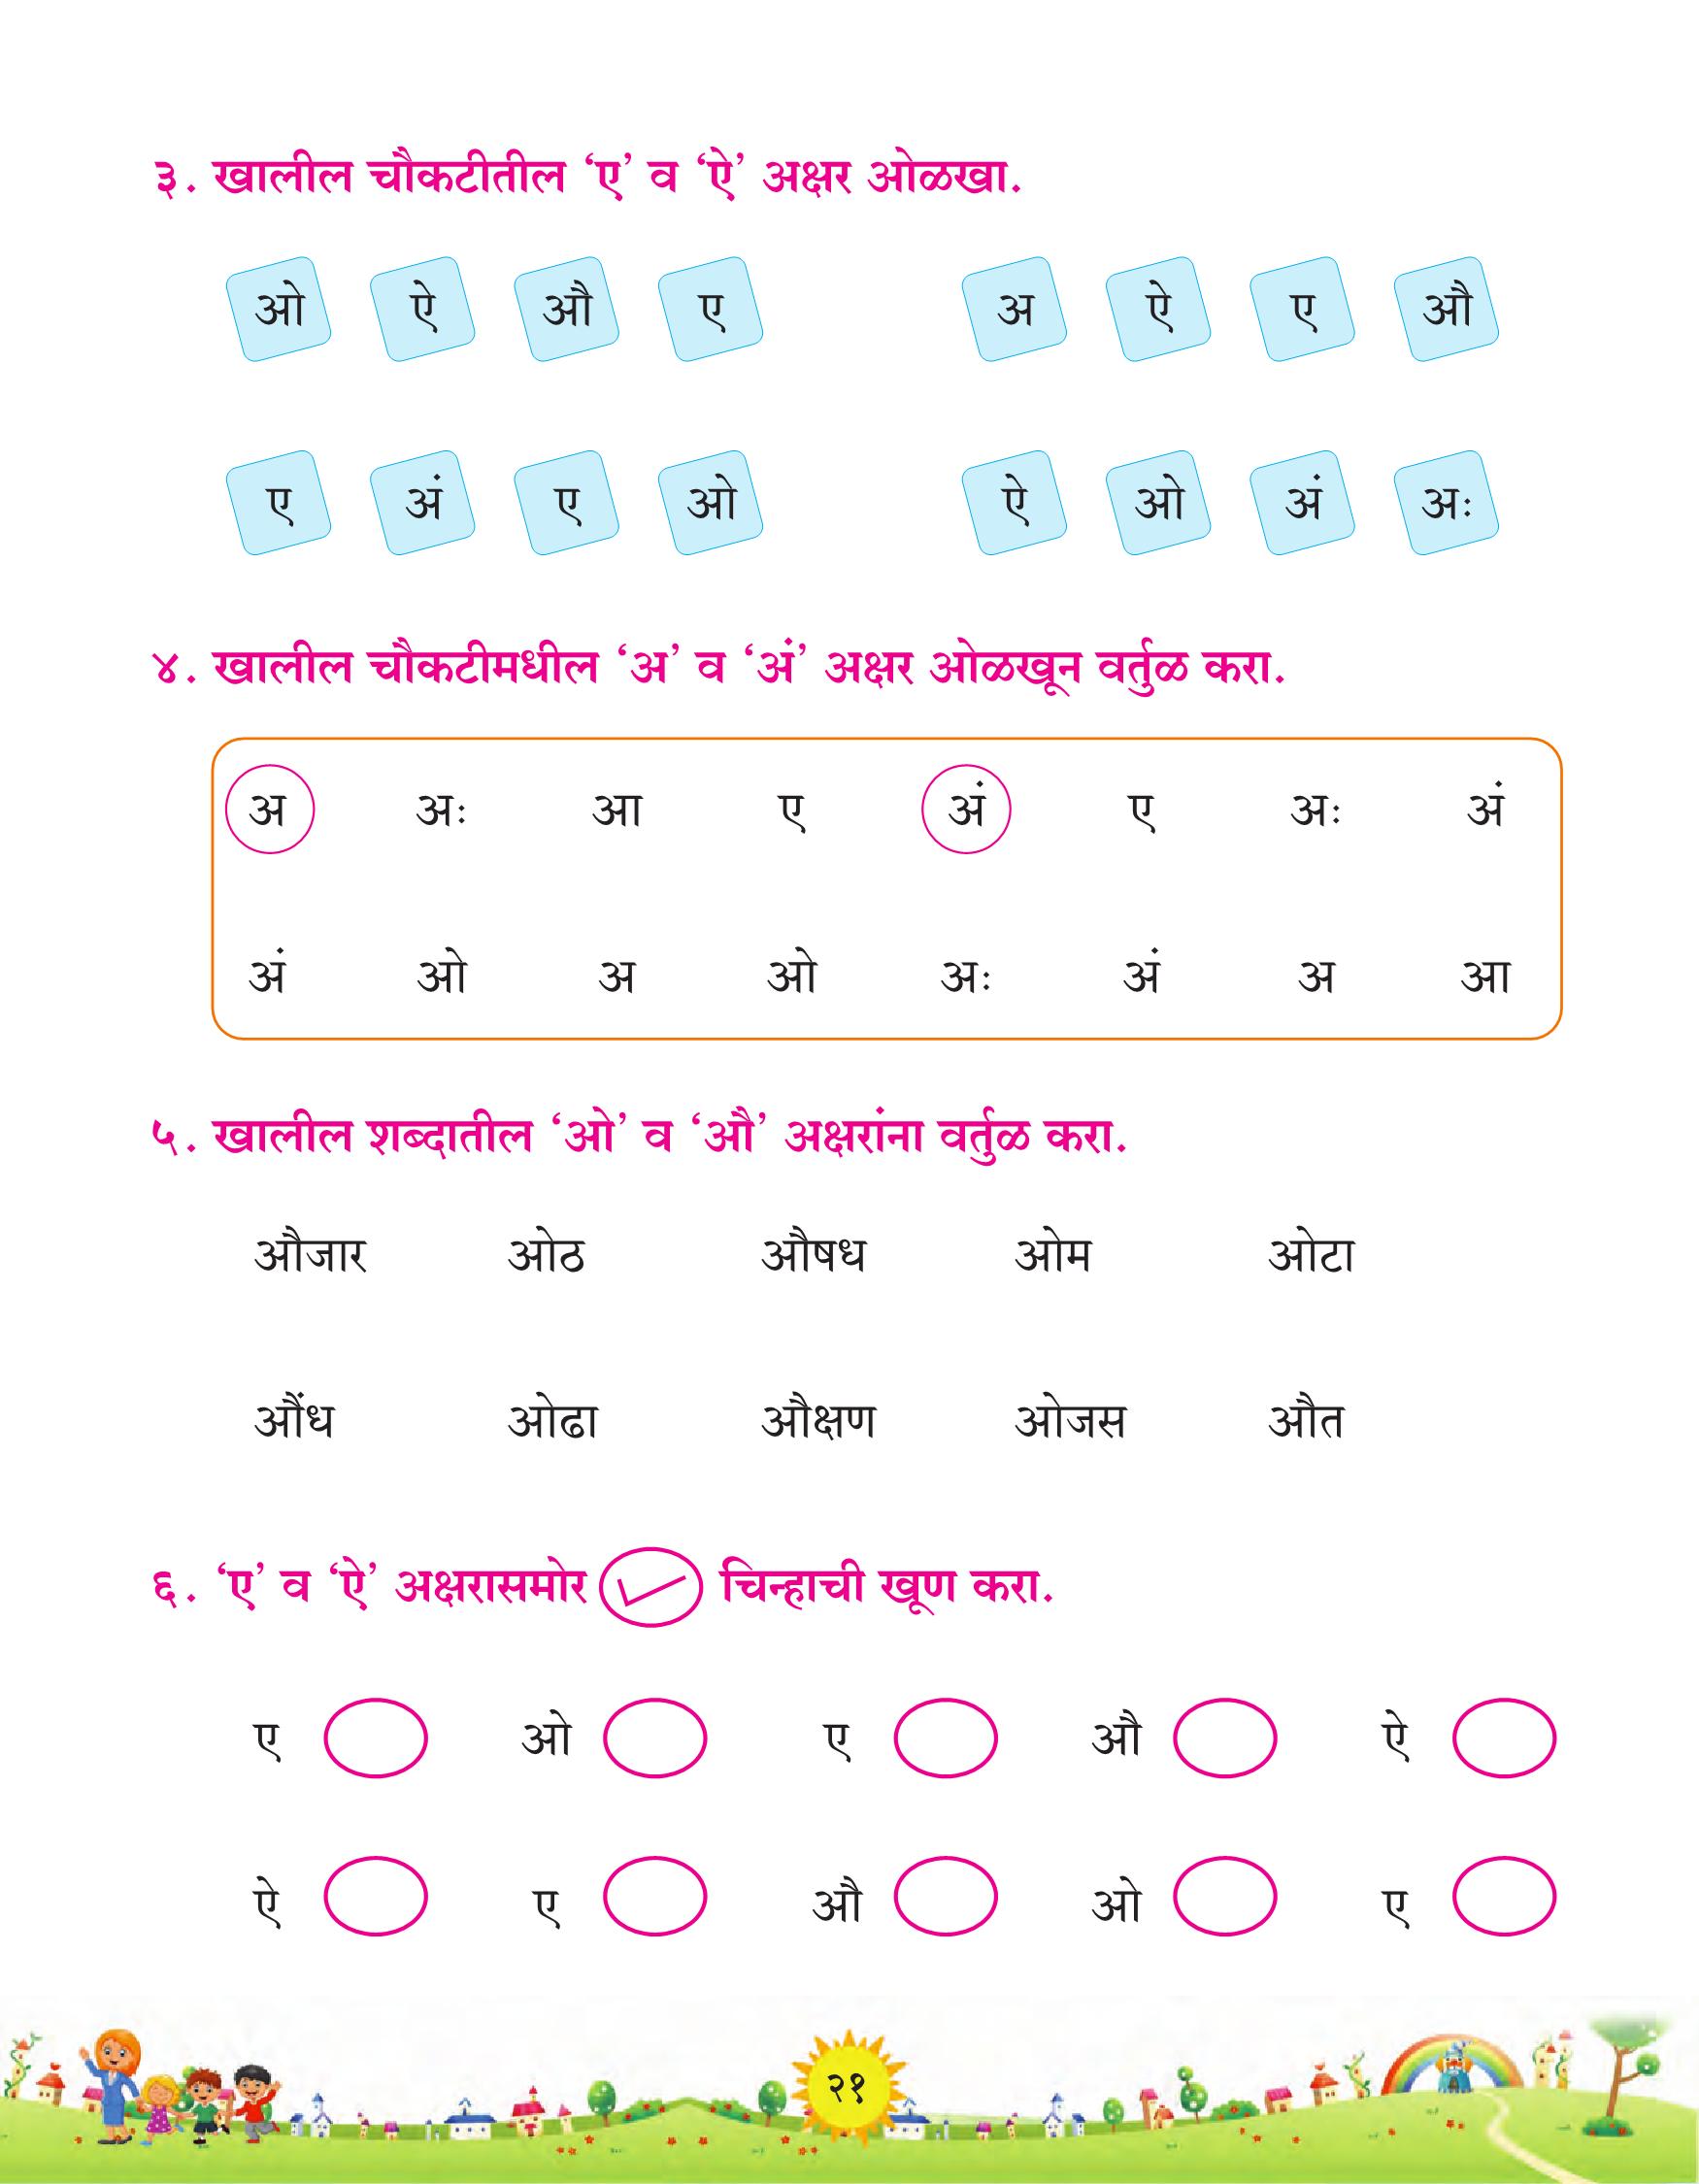 ३. खालील चौकटीतील ‘ए’ व ‘ऐ’ अक्षर ओळखा.
ओ ऐ औ ए अ ऐ ए औ
ए अं ए ओ ऐ ओ अं अः
४. खालील चौकटीमधील ‘अ’ व ‘अं’ अक्षर ओळखून वर्तुळ करा.
अ अः आ ए अं ए अः अं
अं ओ अ ओ अः अं अ आ
५. खालील शब्दातील ‘ओ’ व ‘औ’ अक्षरांना वर्तुळ करा.
औजार ओठ औषध ओम ओटा
औंध ओढा औक्षण ओजस औत
६. ‘ए’ व ‘ऐ’ अक्षरासमोर चिन्हाची खूण करा.
ए ओ ए औ ऐ
ऐ ए औ ओ ए
२१